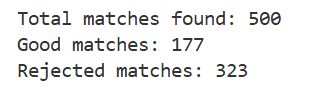 Total matches found: 500
Good matches: 177
Rejected matches: 323